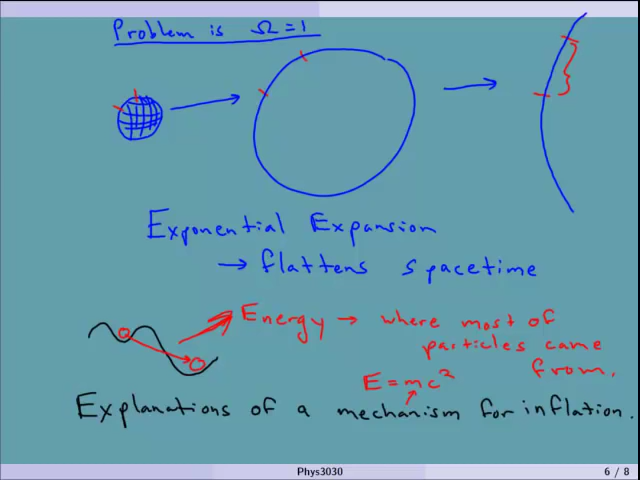 Problem is Ω=1
Exponential Expansion
→ flattens spacetime
Energy → where most of
particles came
from.
E = mc²
Explanations of a mechanism for inflation.
Phys3030
6 / 8